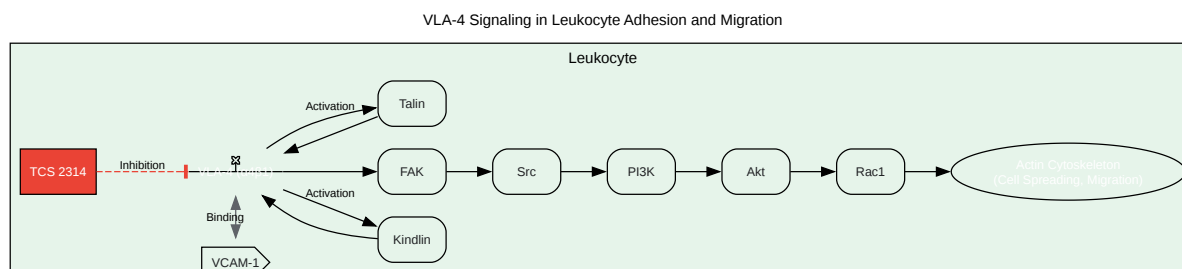 VLA-4 Signaling in Leukocyte Adhesion and Migration
Leukocyte
Activation
Talin
TCS 2314
Inhibition
FAK
Src
PI3K
Akt
Rac1
Actin Cytoskeleton
(Cell Spreading, Migration)
Activation
Binding
Kindlin
VCAM-1